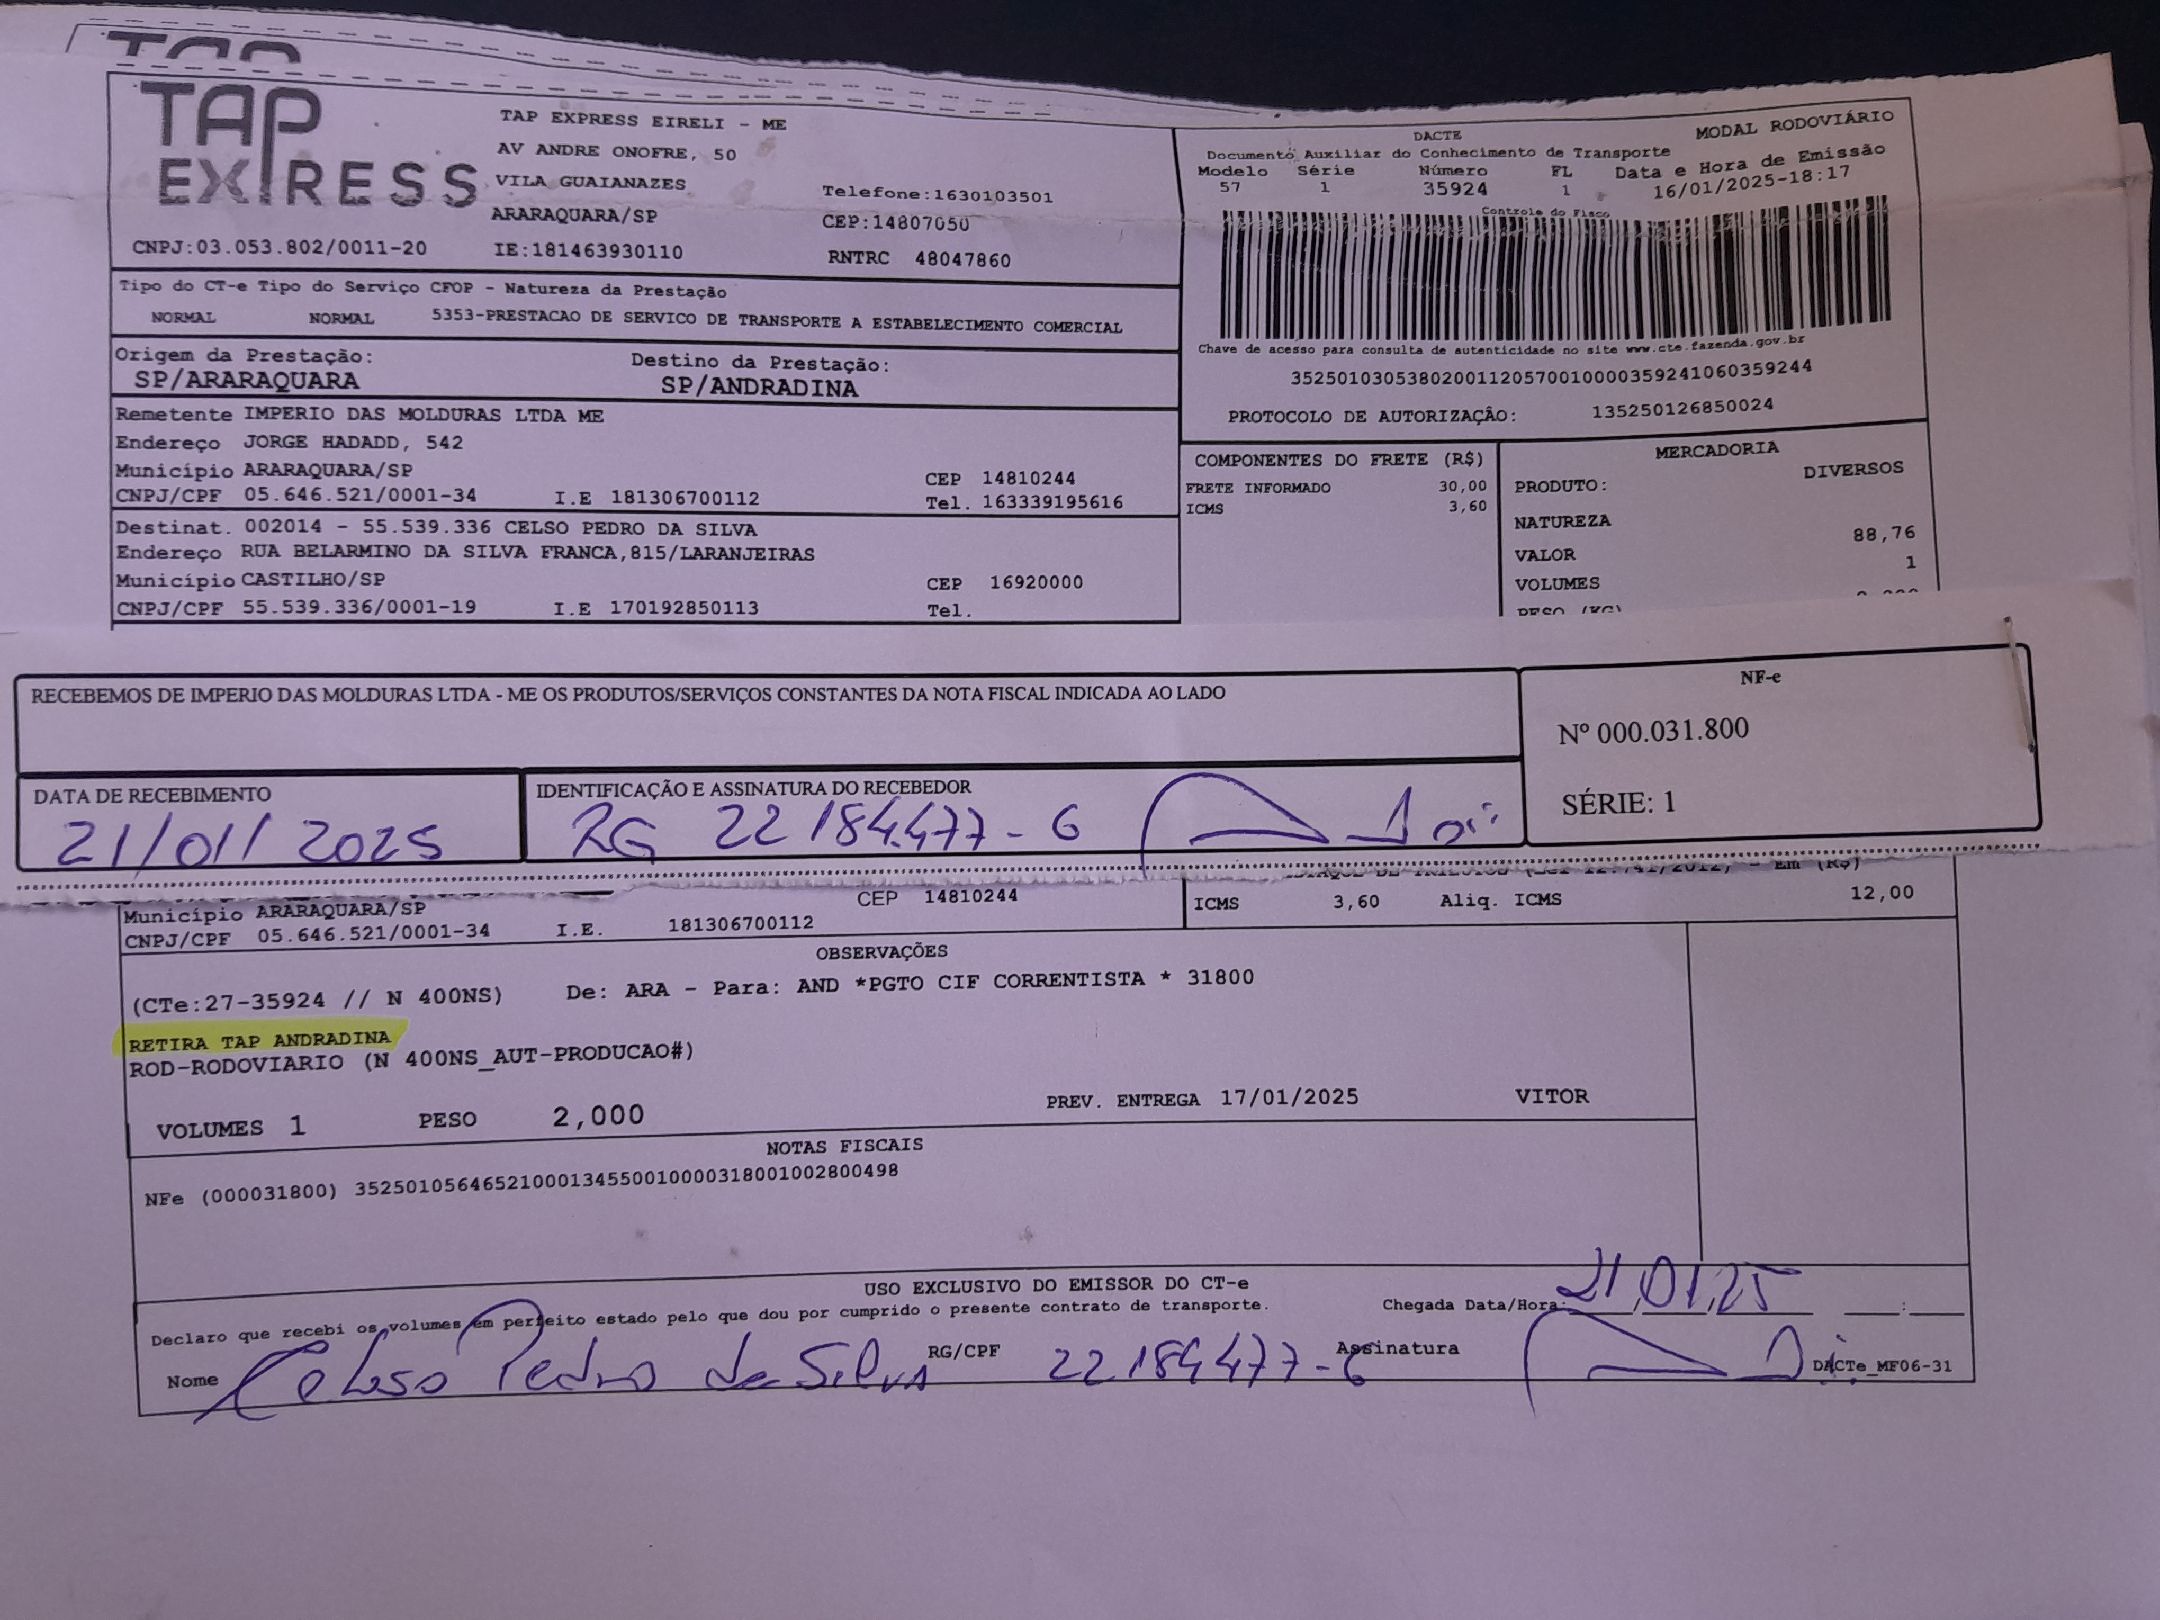 TAP EXPRESS
TAP EXPRESS EIRELI - ME
AV ANDRE ONOFRE, 50
VILA GUAIANAZES
Telefone:1630103501
ARARAQUARA/SP
CEP:14807050
CNPJ:03.053.802/0011-20
IE:181463930110
RNTRC 48047860
DACTE
MODAL RODOVIÁRIO
Documento Auxiliar do Conhecimento de Transporte
Modelo Série Número FL Data e Hora de Emissão
57 1 35924 1 16/01/2025-18:17
Controle do Fisco
Chave de acesso para consulta de autenticidade no site www.cte.fazenda.gov.br
35250103053802001120570010000359241060359244
PROTOCOLO DE AUTORIZAÇÂO: 135250126850024
Tipo do CT-e Tipo do Serviço CFOP - Natureza da Prestação
NORMAL NORMAL 5353-PRESTACAO DE SERVICO DE TRANSPORTE A ESTABELECIMENTO COMERCIAL
Origem da Prestação: Destino da Prestação:
SP/ARARAQUARA SP/ANDRADINA
Remetente IMPERIO DAS MOLDURAS LTDA ME
Endereço JORGE HADADD, 542
Município ARARAQUARA/SP CEP 14810244
CNPJ/CPF 05.646.521/0001-34 I.E 181306700112 Tel. 163339195616
Destinat. 002014 - 55.539.336 CELSO PEDRO DA SILVA
Endereço RUA BELARMINO DA SILVA FRANCA,815/LARANJEIRAS
Município CASTILHO/SP CEP 16920000
CNPJ/CPF 55.539.336/0001-19 I.E 170192850113 Tel.
COMPONENTES DO FRETE (R$)
FRETE INFORMADO 30,00
ICMS 3,60
MERCADORIA
PRODUTO: DIVERSOS
NATUREZA
VALOR 88,76
VOLUMES 1
PESO (KG)
RECEBEMOS DE IMPERIO DAS MOLDURAS LTDA - ME OS PRODUTOS/SERVIÇOS CONSTANTES DA NOTA FISCAL INDICADA AO LADO
NF-e
Nº 000.031.800
SÉRIE: 1
DATA DE RECEBIMENTO
21/01/2025
IDENTIFICAÇÃO E ASSINATURA DO RECEBEDOR
RG 22184.477-6
Em (R$)
Município ARARAQUARA/SP CEP 14810244
CNPJ/CPF 05.646.521/0001-34 I.E. 181306700112
ICMS 3,60 Aliq. ICMS 12,00
OBSERVAÇÕES
(CTe:27-35924 // N 400NS) De: ARA - Para: AND *PGTO CIF CORRENTISTA * 31800
RETIRA TAP ANDRADINA
ROD-RODOVIARIO (N 400NS_AUT-PRODUCAO#)
VOLUMES 1 PESO 2,000 PREV. ENTREGA 17/01/2025 VITOR
NOTAS FISCAIS
NFe (000031800) 35250105646521000134550010000318001002800498
USO EXCLUSIVO DO EMISSOR DO CT-e
Declaro que recebi os volumes em perfeito estado pelo que dou por cumprido o presente contrato de transporte.
Chegada Data/Hora: 21/01/25 :
Nome Celso Pedro da Silva RG/CPF 22184477-6 Assinatura
DACTe_MF06-31